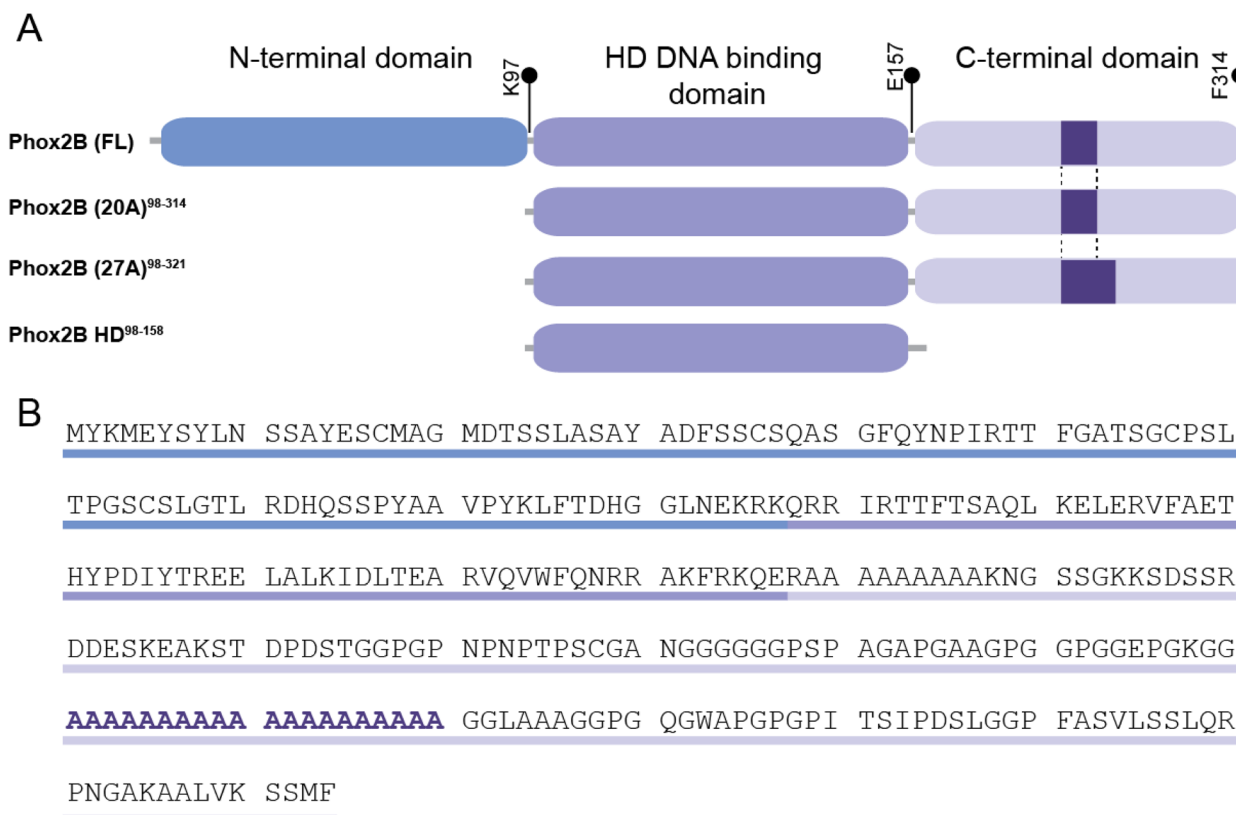 A
N-terminal domain
K97
HD DNA binding
domain
E157
C-terminal domain
F314
Phox2B (FL)
Phox2B (20A)98-314
Phox2B (27A)98-321
Phox2B HD98-158
B
MYKMEYSYLN SSAYESCMAG MDTSSLASAY ADFSSCSQAS GFQYNPIRTT FGATSGCPSL
TPGSCSLGTL RDHQSSPYAA VPYKLFTDHG GLNEKRKQRR IRTTFTSAQL KELERVFAET
HYPDIYTREE LALKIDLTEA RVQVWFQNRR AKFRKQERAA AAAAAAAKNG SSGKKSDSSR
DDESKEAKST DPDSTGGPGP NPNPTPSCGA NGGGGGGPSP AGAPGAAGPG GPGGEPGKGG
AAAAAAAAAA AAAAAAAAAA GGLAAAGGPG QGWAPGPGPI TSIPDSLGGP FASVLSSLQR
PNGAKAALVK SSMF